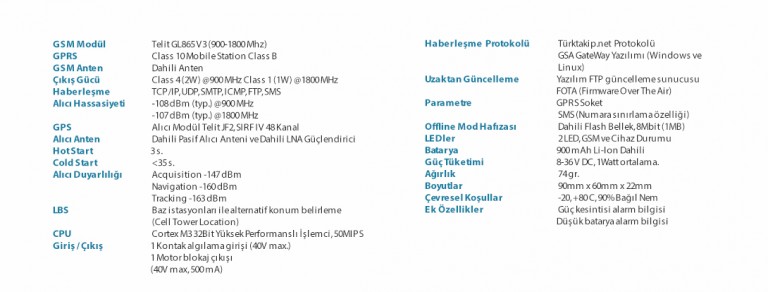 GSM Modül Telit GL865 V3 (900-1800 Mhz)
GPRS Class 10 Mobile Station Class B
GSM Anten Dahili Anten
Çıkış Gücü Class 4 (2W) @900 MHz Class 1 (1W) @1800 MHz
Haberleşme TCP/IP, UDP, SMTP, ICMP, FTP, SMS
Alıcı Hassasiyeti -108 dBm (typ.) @900 MHz
-107 dBm (typ.) @1800 MHz
GPS Alıcı Modül Telit JF2, SIRF IV 48 Kanal
Alıcı Anten Dahili Pasif Alıcı Anteni ve Dahili LNA Güçlendirici
Hot Start 3 s.
Cold Start <35 s.
Alıcı Duyarlılığı Acquisition -147 dBm
Navigation -160 dBm
Tracking -163 dBm
LBS Baz istasyonları ile alternatif konum belirleme
(Cell Tower Location)
CPU Cortex M3 32Bit Yüksek Performanslı İşlemci, 50MIPS
Giriş / Çıkış 1 Kontak algılama girişi (40V max.)
1 Motor blokaj çıkışı
(40V max, 500 mA)
Haberleşme Protokolü Türktakip.net Protokolü
GSA GateWay Yazılımı (Windows ve
Linux)
Uzaktan Güncelleme Yazılım FTP güncelleme sunucusu
FOTA (Firmware Over The Air)
Parametre GPRS Soket
SMS (Numara sınırlama özelliği)
Offline Mod Hafızası Dahili Flash Bellek, 8Mbit (1MB)
LEDler 2 LED, GSM ve Cihaz Durumu
Batarya 900 mAh Li-Ion Dahili
Güç Tüketimi 8-36 V DC, 1Watt ortalama.
Ağırlık 74 gr.
Boyutlar 90mm x 60mm x 22mm
Çevresel Koşullar -20, +80 C, 90% Bağıl Nem
Ek Özellikler Güç kesintisi alarm bilgisi
Düşük batarya alarm bilgisi